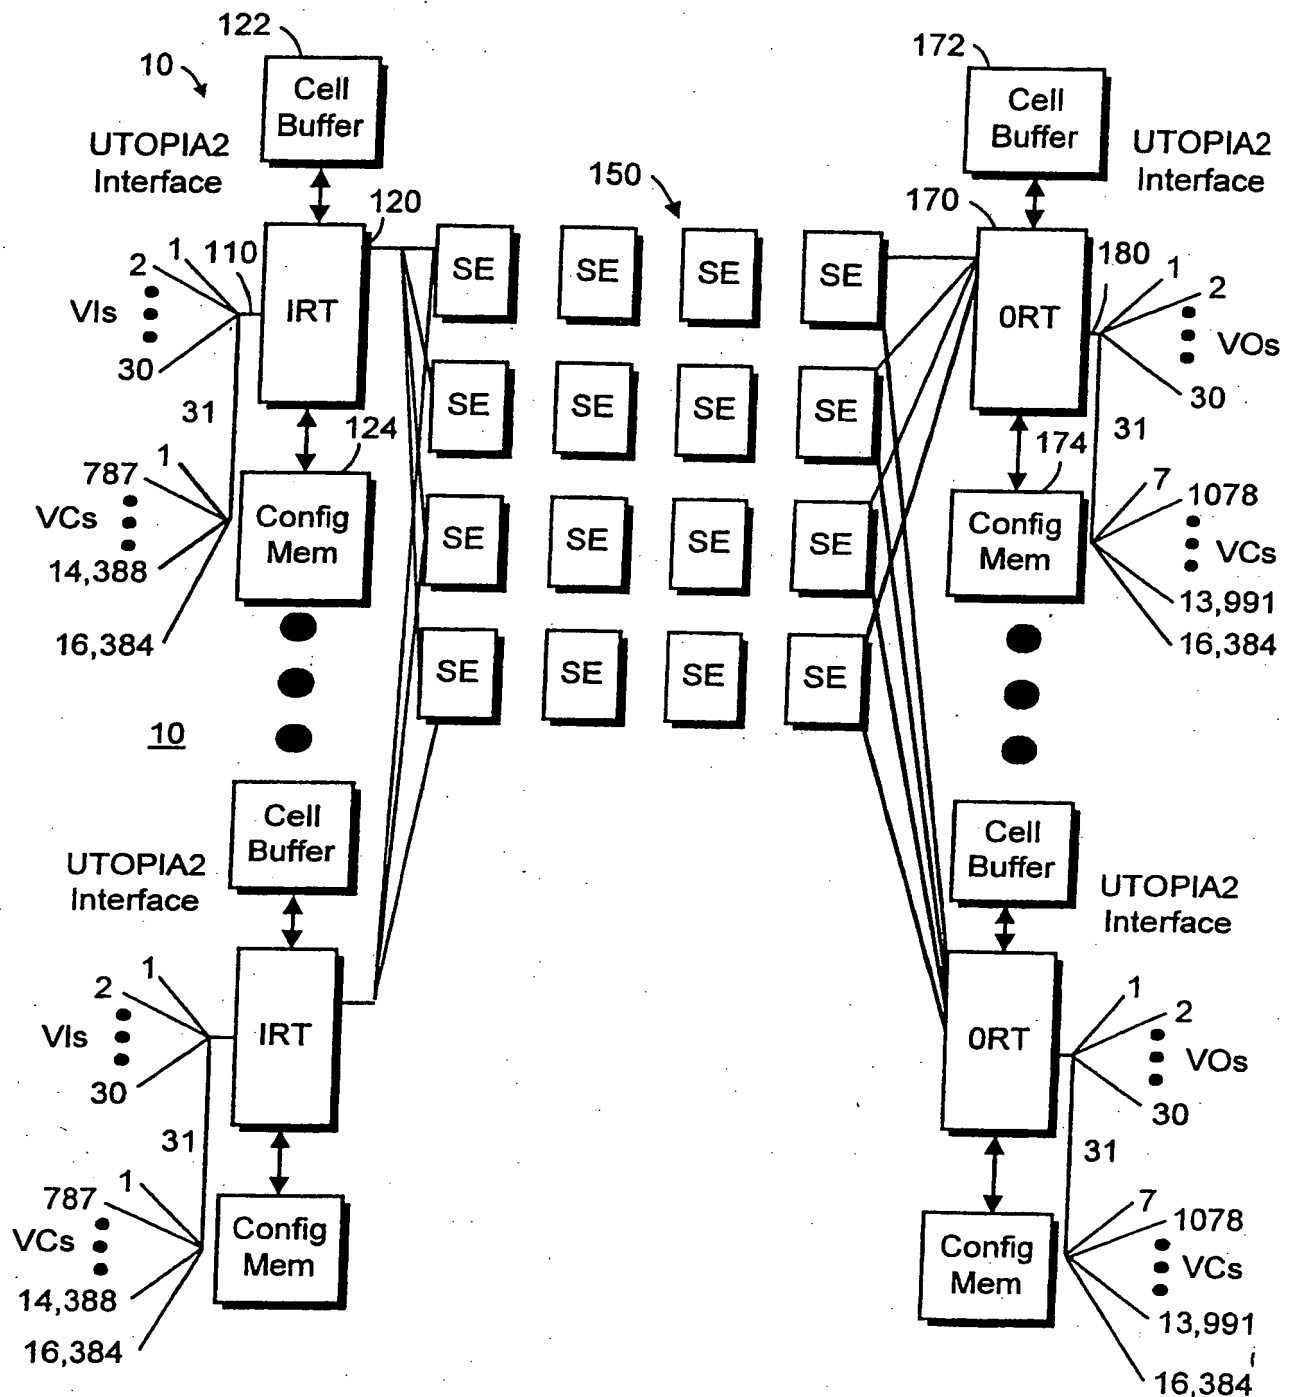 122
10
Cell
Buffer
UTOPIA2
Interface
120
1
110
2
VIs
30
IRT
31
124
787
1
VCs
14,388
16,384
Config
Mem
10
150
SE SE SE SE
SE SE SE SE
SE SE SE SE
SE SE SE SE
172
Cell
Buffer
UTOPIA2
Interface
170
180
0RT
1
2
VOs
30
31
174
Config
Mem
7
1078
VCs
13,991
16,384
Cell
Buffer
UTOPIA2
Interface
1
2
VIs
30
IRT
31
787
1
VCs
14,388
16,384
Config
Mem
Cell
Buffer
UTOPIA2
Interface
0RT
1
2
VOs
30
31
Config
Mem
7
1078
VCs
13,991
16,384